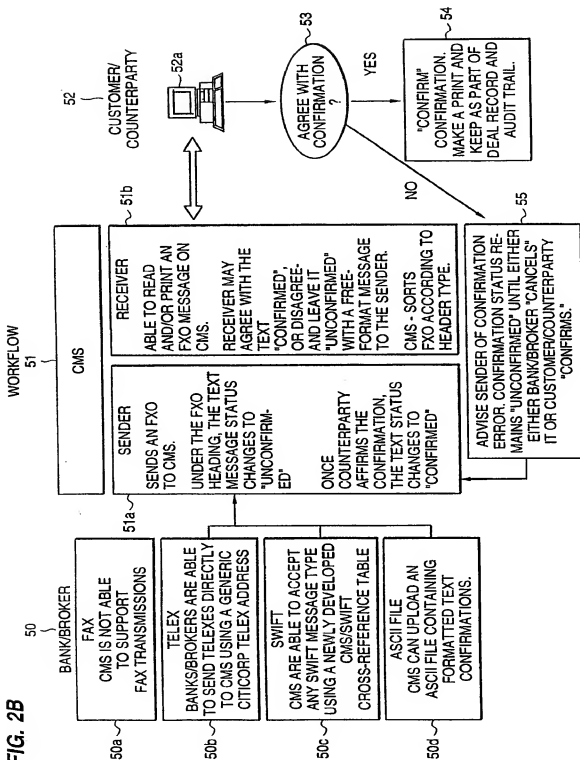 FIG. 2B
WORKFLOW
50
BANK/BROKER
50a
FAX
CMS IS NOT ABLE
TO SUPPORT
FAX TRANSMISSIONS
50b
TELEX
BANKS/BROKERS ARE ABLE
TO SEND TELEXES DIRECTLY
TO CMS USING A GENERIC
CITICORP TELEX ADDRESS
50c
SWIFT
CMS ARE ABLE TO ACCEPT
ANY SWIFT MESSAGE TYPE
USING A NEWLY DEVELOPED
CMS/SWIFT
CROSS-REFERENCE TABLE
50d
ASCII FILE
CMS CAN UPLOAD AN
ASCII FILE CONTAINING
FORMATTED TEXT
CONFIRMATIONS.
51
CMS
51a
SENDER
SENDS AN FXO
TO CMS.
UNDER THE FXO
HEADING, THE TEXT
MESSAGE STATUS
CHANGES TO
"UNCONFIRM-
ED"
ONCE
COUNTERPARTY
AFFIRMS THE
CONFIRMATION,
THE TEXT STATUS
CHANGES TO
"CONFIRMED"
51b
RECEIVER
ABLE TO READ
AND/OR PRINT AN
FXO MESSAGE ON
CMS.
RECEIVER MAY
AGREE WITH THE
TEXT
"CONFIRMED",
OR DISAGREE-
AND LEAVE IT
"UNCONFIRMED"
WITH A FREE-
FORMAT MESSAGE
TO THE SENDER.
CMS - SORTS
FXO ACCORDING TO
HEADER TYPE.
52
CUSTOMER/
COUNTERPARTY
52a
53
AGREE WITH
CONFIRMATION
?
YES
NO
54
"CONFIRM"
CONFIRMATION.
MAKE A PRINT AND
KEEP AS PART OF
DEAL RECORD AND
AUDIT TRAIL.
55
ADVISE SENDER OF CONFIRMATION
ERROR. CONFIRMATION STATUS RE-
MAINS "UNCONFIRMED" UNTIL EITHER
EITHER BANK/BROKER "CANCELS"
IT OR CUSTOMER/COUNTERPARTY
"CONFIRMS."